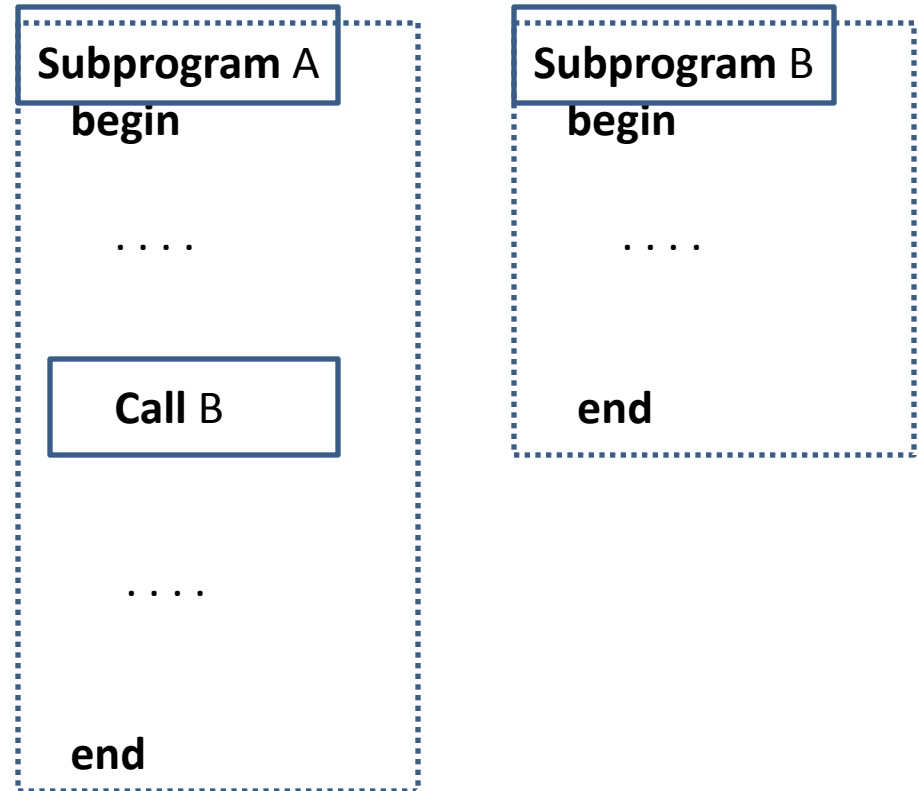 Subprogram A
begin
. . . .
Call B
. . . .
end
Subprogram B
begin
. . . .
end